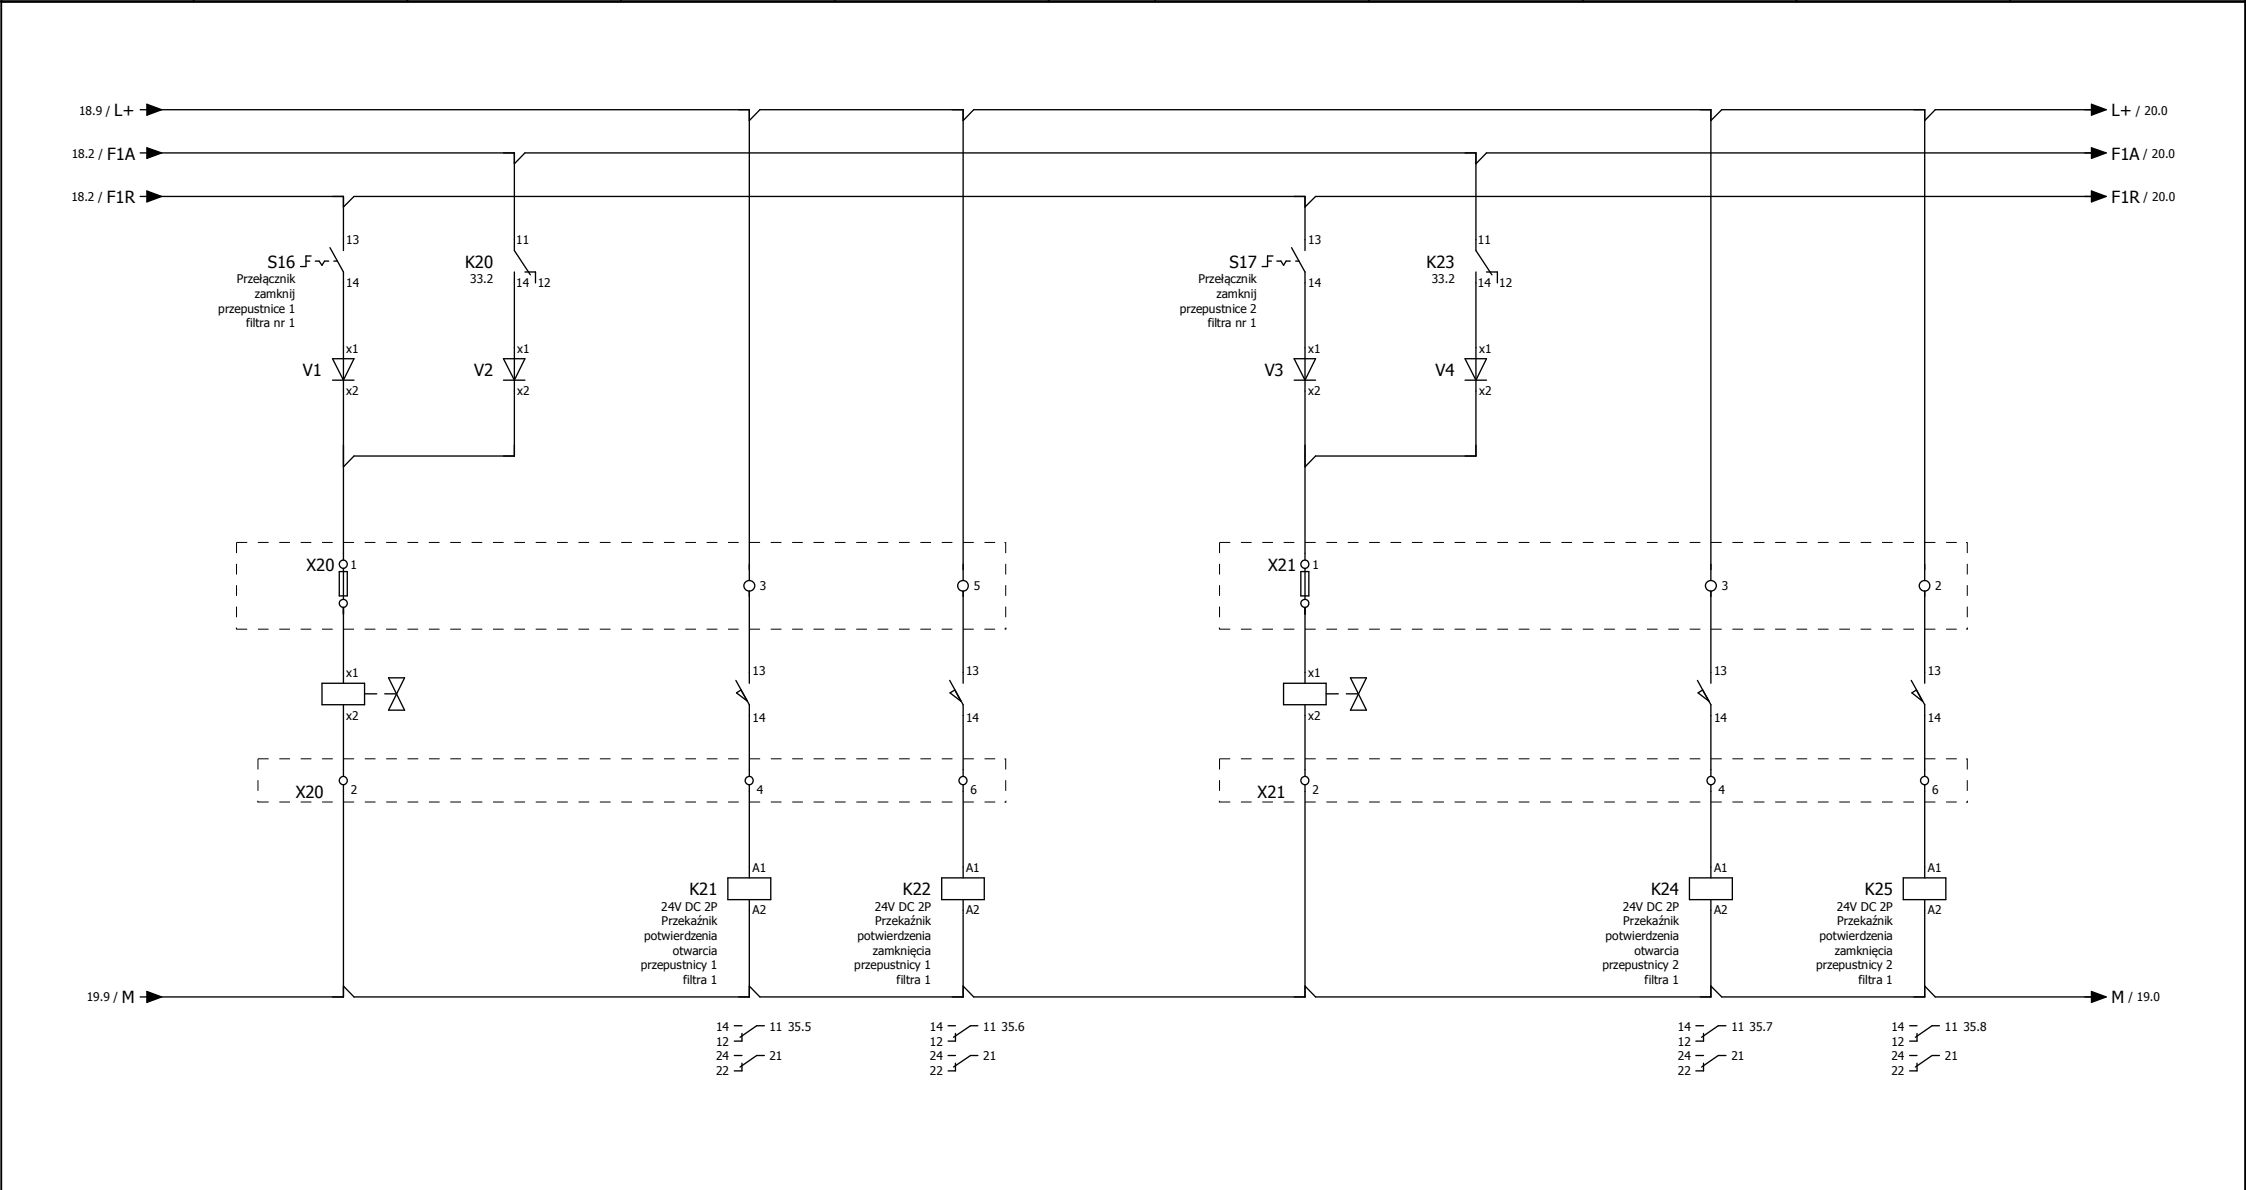 18.9 / L+
L+ / 20.0
18.2 / F1A
F1A / 20.0
18.2 / F1R
F1R / 20.0
13
S16
Przełącznik
zamknij
przepustnice 1
filtra nr 1
14
11
K20
33.2
14
12
13
S17
Przełącznik
zamknij
przepustnice 2
filtra nr 1
14
11
K23
33.2
14
12
x1
V1
x2
x1
V2
x2
x1
V3
x2
x1
V4
x2
X20
1
3
5
X21
1
3
2
x1
x2
13
14
13
14
x1
x2
13
14
13
14
X20
2
4
6
X21
2
4
6
A1
K21
A2
24V DC 2P
Przekaźnik
potwierdzenia
otwarcia
przepustnicy 1
filtra 1
A1
K22
A2
24V DC 2P
Przekaźnik
potwierdzenia
zamknięcia
przepustnicy 1
filtra 1
A1
K24
A2
24V DC 2P
Przekaźnik
potwierdzenia
otwarcia
przepustnicy 2
filtra 1
A1
K25
A2
24V DC 2P
Przekaźnik
potwierdzenia
zamknięcia
przepustnicy 2
filtra 1
19.9 / M
M / 19.0
14 11 35.5
12
24 21
22
14 11 35.6
12
24 21
22
14 11 35.7
12
24 21
22
14 11 35.8
12
24 21
22